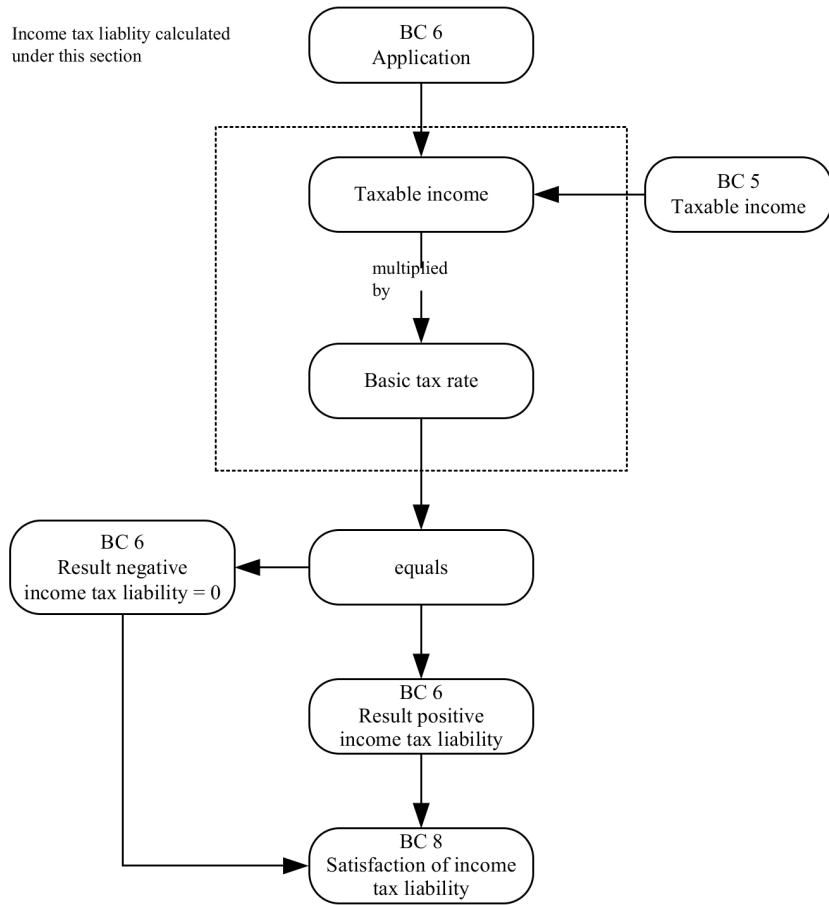 Income tax liablity calculated
under this section
BC 6
Application
Taxable income
BC 5
Taxable income
multiplied
by
Basic tax rate
equals
BC 6
Result negative
income tax liability = 0
BC 6
Result positive
income tax liability
BC 8
Satisfaction of income
tax liability